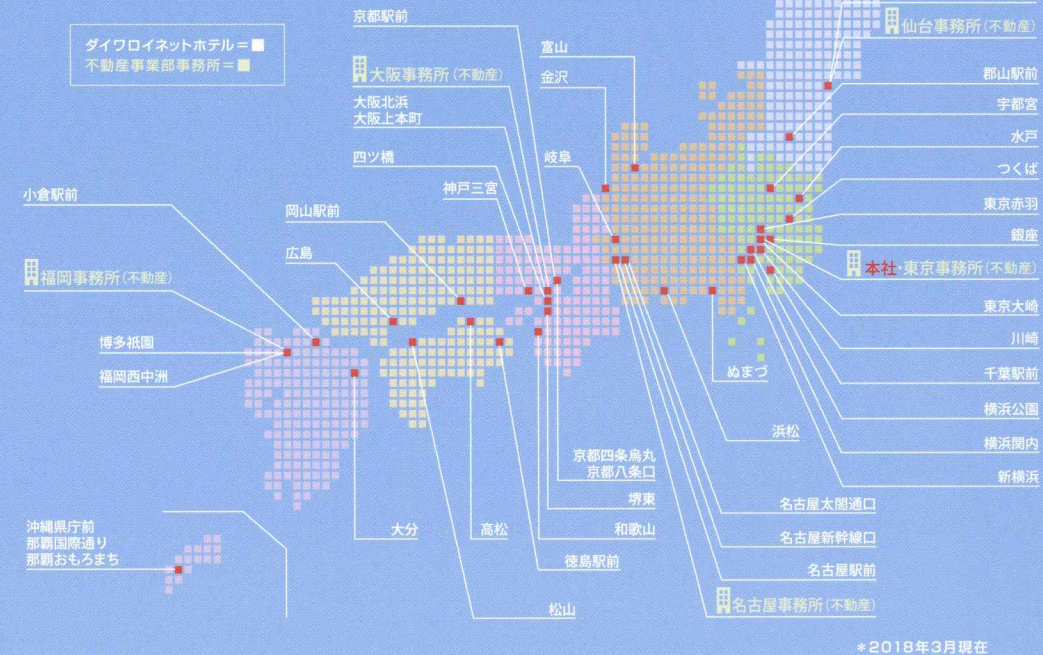 ダイワロイネットホテル=■
不動産事業部事務所=■
京都駅前
大阪事務所(不動産)
大阪北浜
大阪上本町
四ツ橋
神戸三宮
富山
金沢
岐阜
仙台事務所(不動産)
郡山駅前
宇都宮
水戸
つくば
東京赤羽
銀座
本社・東京事務所(不動産)
東京大崎
川崎
千葉駅前
横浜公園
横浜関内
新横浜
小倉駅前
岡山駅前
広島
福岡事務所(不動産)
博多祇園
福岡西中洲
ぬまづ
浜松
京都四条烏丸
京都八条口
堺東
和歌山
徳島駅前
名古屋太閤通口
名古屋新幹線口
名古屋駅前
名古屋事務所(不動産)
大分
高松
松山
沖縄県庁前
那覇国際通り
那覇おもろまち
*2018年3月現在